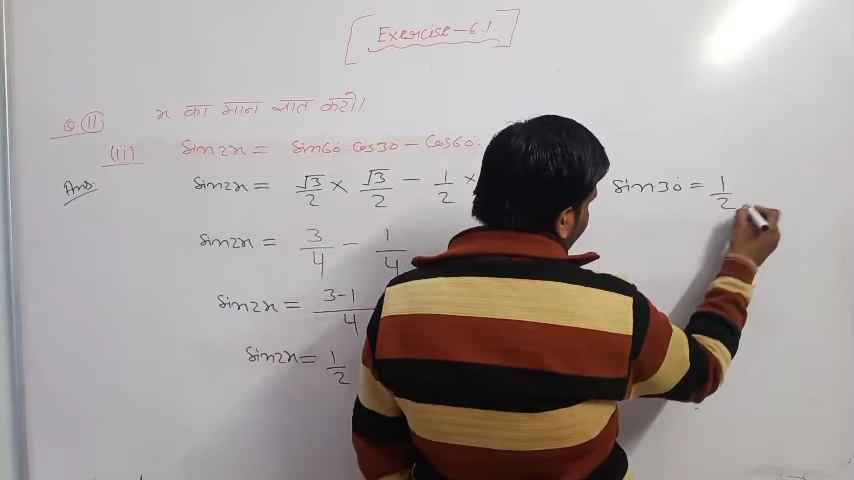 Exercise-6.1
Q 11 x का मान ज्ञात करो।
(ii) Sin2x = Sin60° Cos30° - Cos60°
Ans: Sin2x = √3/2 × √3/2 - 1/2 ×
Sin2x = 3/4 - 1/4
Sin2x = 3-1/4
Sin2x = 1/2
Sin30° = 1/2